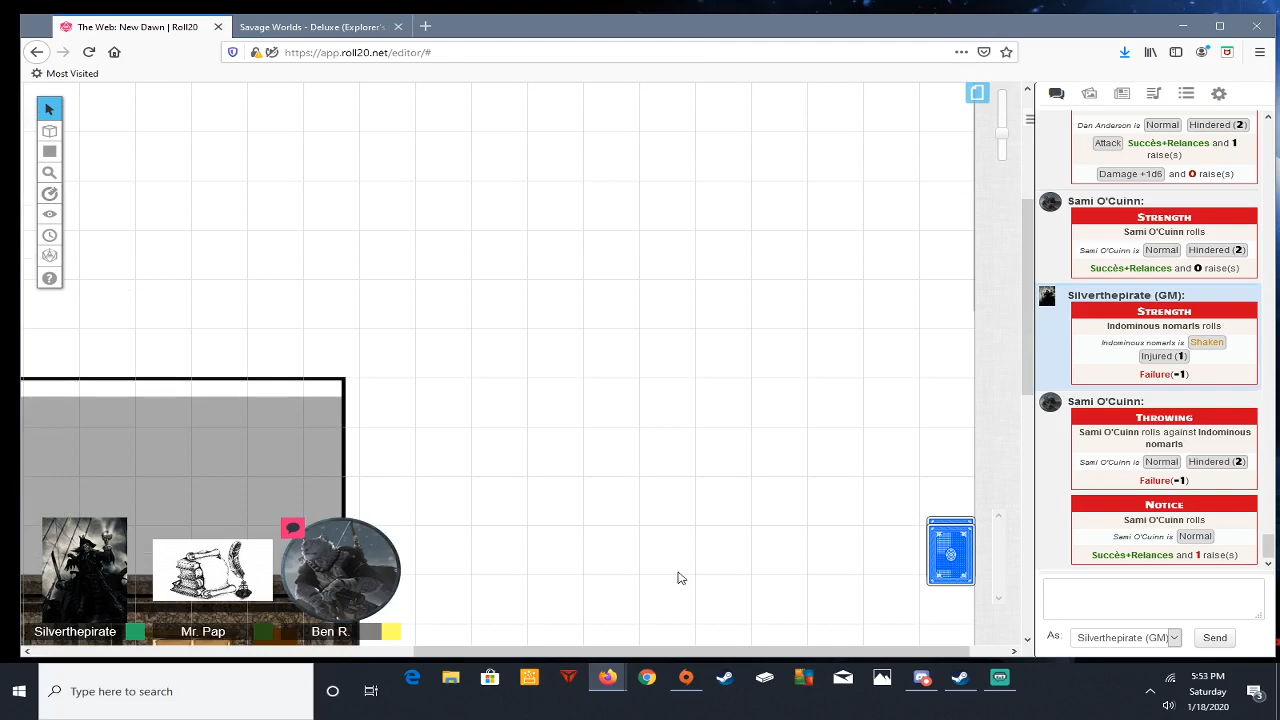 The Web: New Dawn | Roll20
Savage Worlds - Deluxe (Explorer's
https://app.roll20.net/editor/#
Most Visited
Dan Anderson is Normal Hindered (2)
Attack Succès+Relances and 1
raise(s)
Damage +1d6 and 0 raise(s)
Sami O'Cuinn:
Strength
Sami O'Cuinn rolls
Sami O'Cuinn is Normal Hindered (2)
Succès+Relances and 0 raise(s)
Silverthepirate (GM):
Strength
Indominous nomaris rolls
Indominous nomaris is Shaken
Injured (1)
Failure(-1)
Sami O'Cuinn:
Throwing
Sami O'Cuinn rolls against Indominous
nomaris
Sami O'Cuinn is Normal Hindered (2)
Failure(-1)
Notice
Sami O'Cuinn rolls
Sami O'Cuinn is Normal
Succès+Relances and 1 raise(s)
Silverthepirate
Mr. Pap
Ben R.
As: Silverthepirate (GM) Send
Type here to search
5:53 PM
Saturday
1/18/2020
3